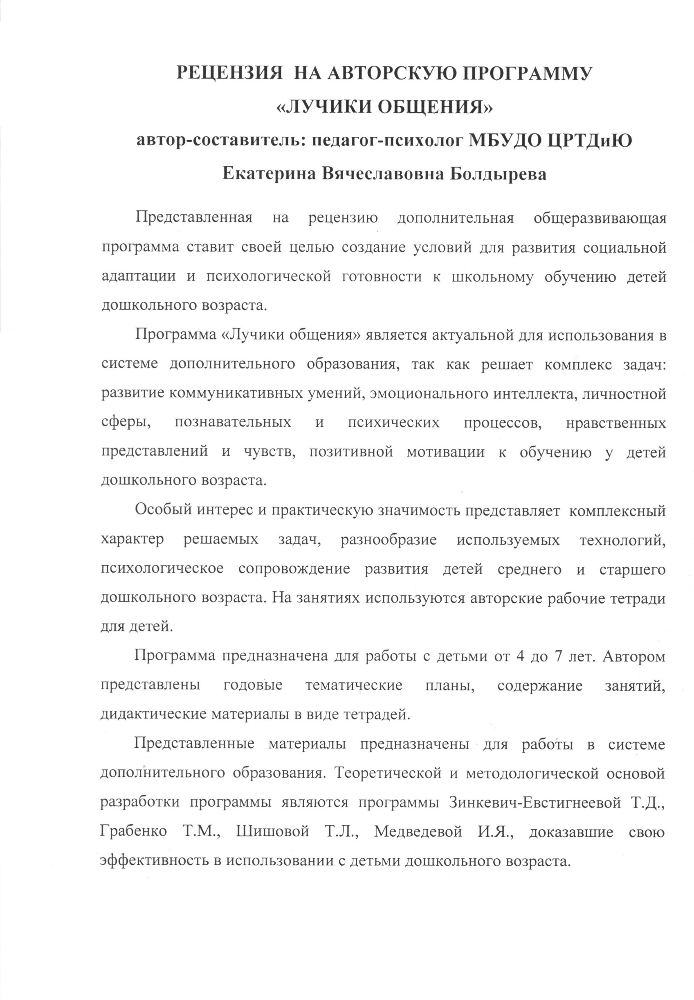 РЕЦЕНЗИЯ НА АВТОРСКУЮ ПРОГРАММУ
«ЛУЧИКИ ОБЩЕНИЯ»
автор-составитель: педагог-психолог МБУДО ЦРТДиЮ
Екатерина Вячеславовна Болдырева
Представленная на рецензию дополнительная общеразвивающая
программа ставит своей целью создание условий для развития социальной
адаптации и психологической готовности к школьному обучению детей
дошкольного возраста.
Программа «Лучики общения» является актуальной для использования в
системе дополнительного образования, так как решает комплекс задач:
развитие коммуникативных умений, эмоционального интеллекта, личностной
сферы, познавательных и психических процессов, нравственных
представлений и чувств, позитивной мотивации к обучению у детей
дошкольного возраста.
Особый интерес и практическую значимость представляет комплексный
характер решаемых задач, разнообразие используемых технологий,
психологическое сопровождение развития детей среднего и старшего
дошкольного возраста. На занятиях используются авторские рабочие тетради
для детей.
Программа предназначена для работы с детьми от 4 до 7 лет. Автором
представлены годовые тематические планы, содержание занятий,
дидактические материалы в виде тетрадей.
Представленные материалы предназначены для работы в системе
дополнительного образования. Теоретической и методологической основой
разработки программы являются программы Зинкевич-Евстигнеевой Т.Д.,
Грабенко Т.М., Шишовой Т.Л., Медведевой И.Я., доказавшие свою
эффективность в использовании с детьми дошкольного возраста.